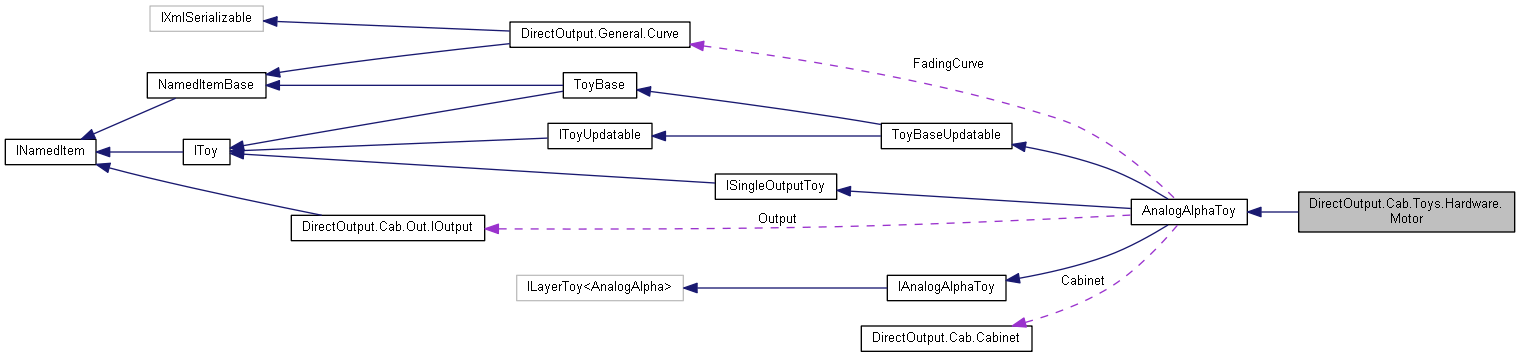 IXmlSerializable
DirectOutput.General.Curve
FadingCurve
NamedItemBase
ToyBase
ToyBaseUpdatable
IToyUpdatable
INamedItem
IToy
ISingleOutputToy
DirectOutput.Cab.Toys.Hardware.
Motor
AnalogAlphaToy
Output
DirectOutput.Cab.Out.IOutput
Cabinet
ILayerToy<AnalogAlpha>
IAnalogAlphaToy
DirectOutput.Cab.Cabinet